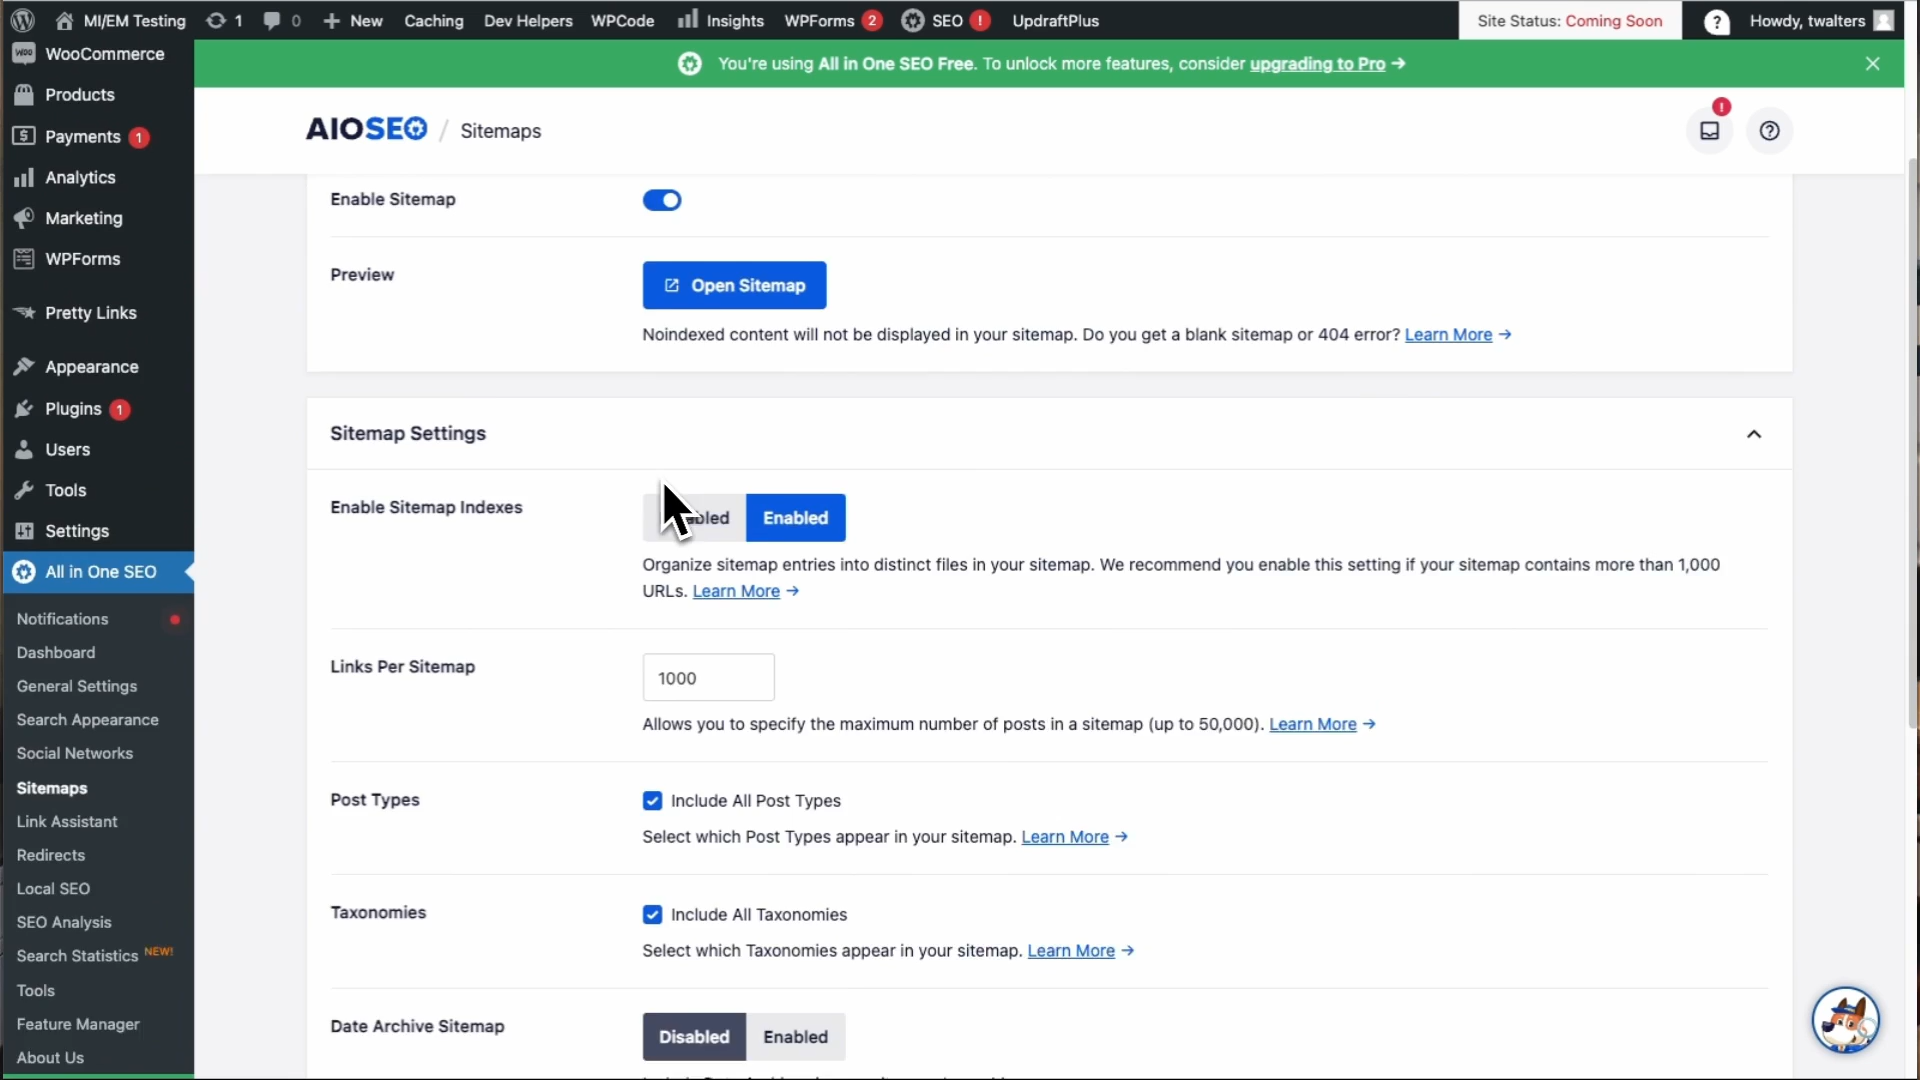 MI/EM Testing
1
0
New
Caching
Dev Helpers
WPCode
Insights
WPForms 2
SEO !
UpdraftPlus
Site Status: Coming Soon
?
Howdy, twalters
WooCommerce
Products
Payments 1
Analytics
Marketing
WPForms
Pretty Links
Appearance
Plugins 1
Users
Tools
Settings
All in One SEO
Notifications
Dashboard
General Settings
Search Appearance
Social Networks
Sitemaps
Link Assistant
Redirects
Local SEO
SEO Analysis
Search Statistics NEW!
Tools
Feature Manager
About Us
You're using All in One SEO Free. To unlock more features, consider upgrading to Pro →
AIOSEO / Sitemaps
!
Enable Sitemap
Preview
Open Sitemap
Noindexed content will not be displayed in your sitemap. Do you get a blank sitemap or 404 error? Learn More →
Sitemap Settings
Enable Sitemap Indexes
Enabled
Organize sitemap entries into distinct files in your sitemap. We recommend you enable this setting if your sitemap contains more than 1,000
URLs. Learn More →
Links Per Sitemap
1000
Allows you to specify the maximum number of posts in a sitemap (up to 50,000). Learn More →
Post Types
Include All Post Types
Select which Post Types appear in your sitemap. Learn More →
Taxonomies
Include All Taxonomies
Select which Taxonomies appear in your sitemap. Learn More →
Date Archive Sitemap
Disabled Enabled